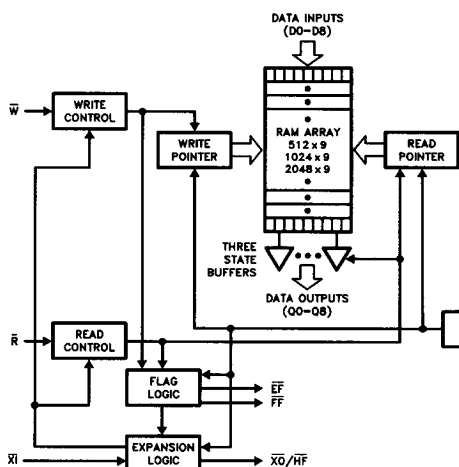 DATA INPUTS
(D0-D8)
W̅
WRITE
CONTROL
WRITE
POINTER
RAM ARRAY
512 x 9
1024 x 9
2048 x 9
READ
POINTER
THREE
STATE
BUFFERS
DATA OUTPUTS
(Q0-Q8)
R̅
READ
CONTROL
FLAG
LOGIC
E̅F̅
F̅F̅
EXPANSION
LOGIC
X̅I̅
X̅O̅/H̅F̅